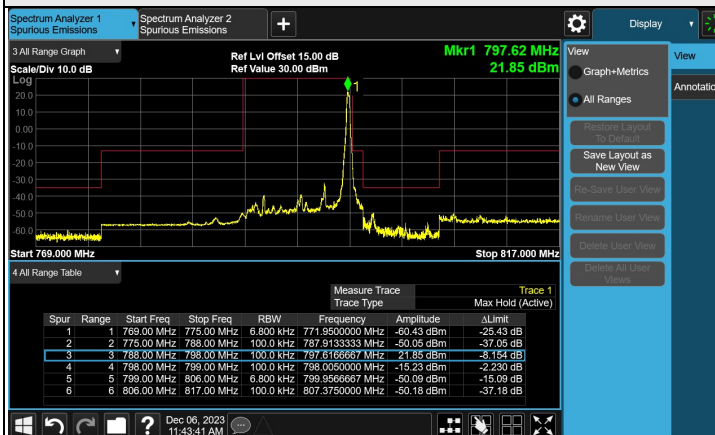 Spectrum Analyzer 1
Spurious Emissions
Spectrum Analyzer 2
Spurious Emissions
Display
3 All Range Graph
Scale/Div 10.0 dB
Ref Lvl Offset 15.00 dB
Ref Value 30.00 dBm
Mkr1 797.62 MHz
21.85 dBm
Log
20.0
10.0
0.00
-10.0
-20.0
-30.0
-40.0
-50.0
-60.0
1
Start 769.000 MHz
Stop 817.000 MHz
4 All Range Table
Measure Trace Trace 1
Trace Type Max Hold (Active)
Spur Range Start Freq Stop Freq RBW Frequency Amplitude ΔLimit
1 1 769.00 MHz 775.00 MHz 6.800 kHz 771.9500000 MHz -60.43 dBm -25.43 dB
2 2 775.00 MHz 788.00 MHz 100.0 kHz 787.9133333 MHz -50.05 dBm -37.05 dB
3 3 788.00 MHz 798.00 MHz 100.0 kHz 797.6166667 MHz 21.85 dBm -8.154 dB
4 4 798.00 MHz 799.00 MHz 100.0 kHz 798.0050000 MHz -15.23 dBm -2.230 dB
5 5 799.00 MHz 806.00 MHz 6.800 kHz 799.9566667 MHz -50.09 dBm -15.09 dB
6 6 806.00 MHz 817.00 MHz 100.0 kHz 807.3750000 MHz -50.18 dBm -37.18 dB
Dec 06, 2023
11:43:41 AM
View
Graph+Metrics
All Ranges
Restore Layout
To Default
Save Layout as
New View
Re-Save User View
Rename User View
Delete User View
Delete All User
Views
View
Annotatio